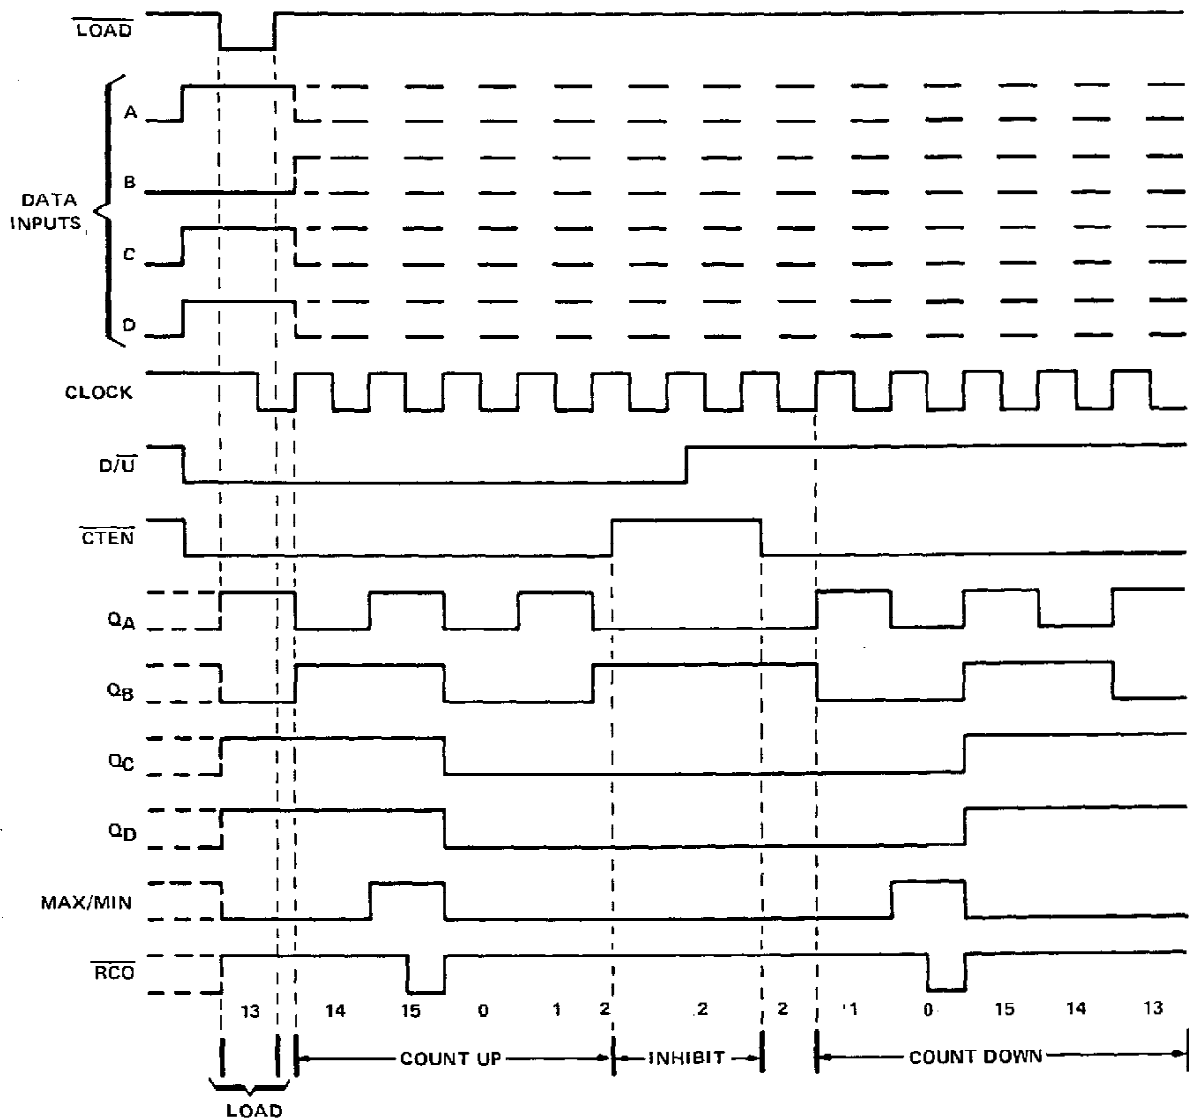 LOAD
A
B
DATA
INPUTS
C
D
CLOCK
D/U
CTEN
QA
QB
QC
QD
MAX/MIN
RCO
13 14 15 0 1 2 2 2 1 0 15 14 13
COUNT UP INHIBIT COUNT DOWN
LOAD